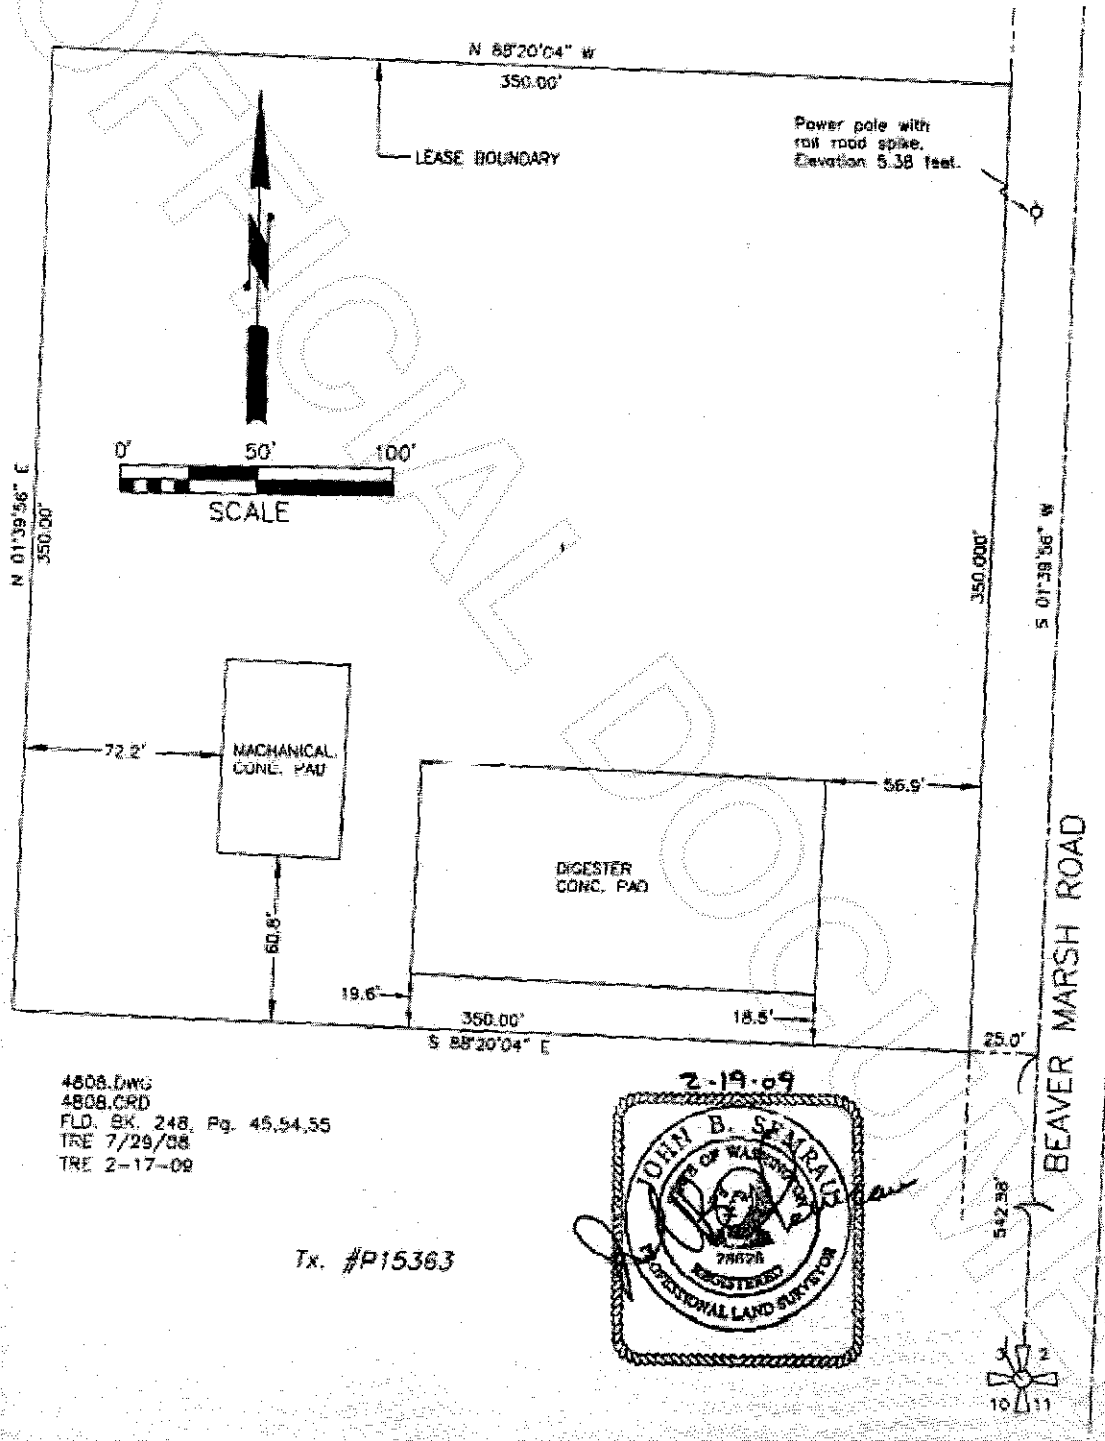 N 88°20'04" W
350.00'
LEASE BOUNDARY
Power pole with
rail road spike.
Elevation 5.38 feet.
0' 50' 100'
SCALE
N 01°39'56" E
350.00'
350.000'
S 01°39'56" W
72.2'
MACHANICAL
CONC. PAD
56.9'
DIGESTER
CONC. PAD
60.8'
19.6'
18.5'
350.00'
S 88°20'04" E
25.0'
BEAVER MARSH ROAD
542.98'
4808.DWG
4808.CRD
FLD. BK. 248, Pg. 45,54,55
TRE 7/29/08
TRE 2-17-09
Tx. #P15363
2-19-09
JOHN B. SEMRAU
STATE OF WASHINGTON
28626
REGISTERED
PROFESSIONAL LAND SURVEYOR
3 2
10 11
UNOFFICIAL DOCUMENT